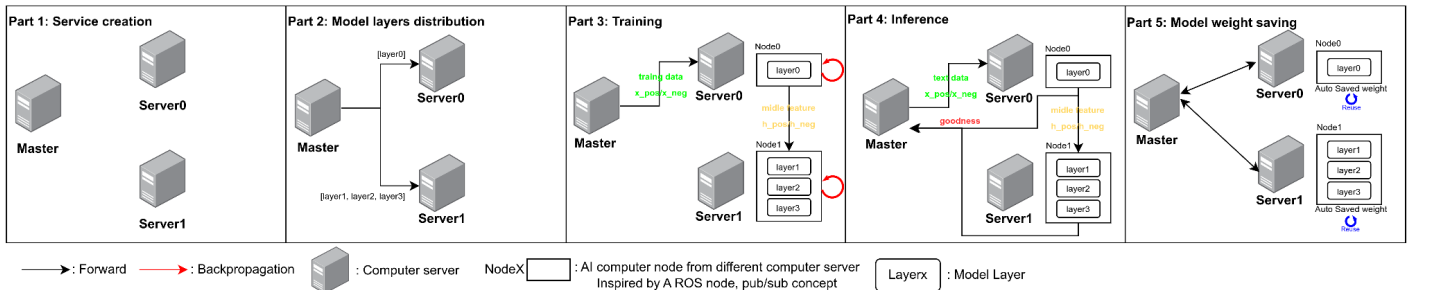 Part 1: Service creation
Server0
Master
Server1
Part 2: Model layers distribution
[layer0]
Server0
Master
[layer1, layer2, layer3]
Server1
Part 3: Training
Node0
layer0
traing data
x_pos/x_neg
Server0
Master
midle feature
h_pos/h_neg
Node1
layer1
layer2
layer3
Server1
Part 4: Inference
Node0
layer0
text data
x_pos/x_neg
Server0
goodness
midle feature
h_pos/h_neg
Master
Node1
layer1
layer2
layer3
Server1
Part 5: Model weight saving
Node0
layer0
Auto Saved weight
Reuse
Server0
Master
Node1
layer1
layer2
layer3
Server1
Auto Saved weight
Reuse
: Forward
: Backpropagation
: Computer server
NodeX
: AI computer node from different computer server
Inspired by A ROS node, pub/sub concept
Layerx
: Model Layer